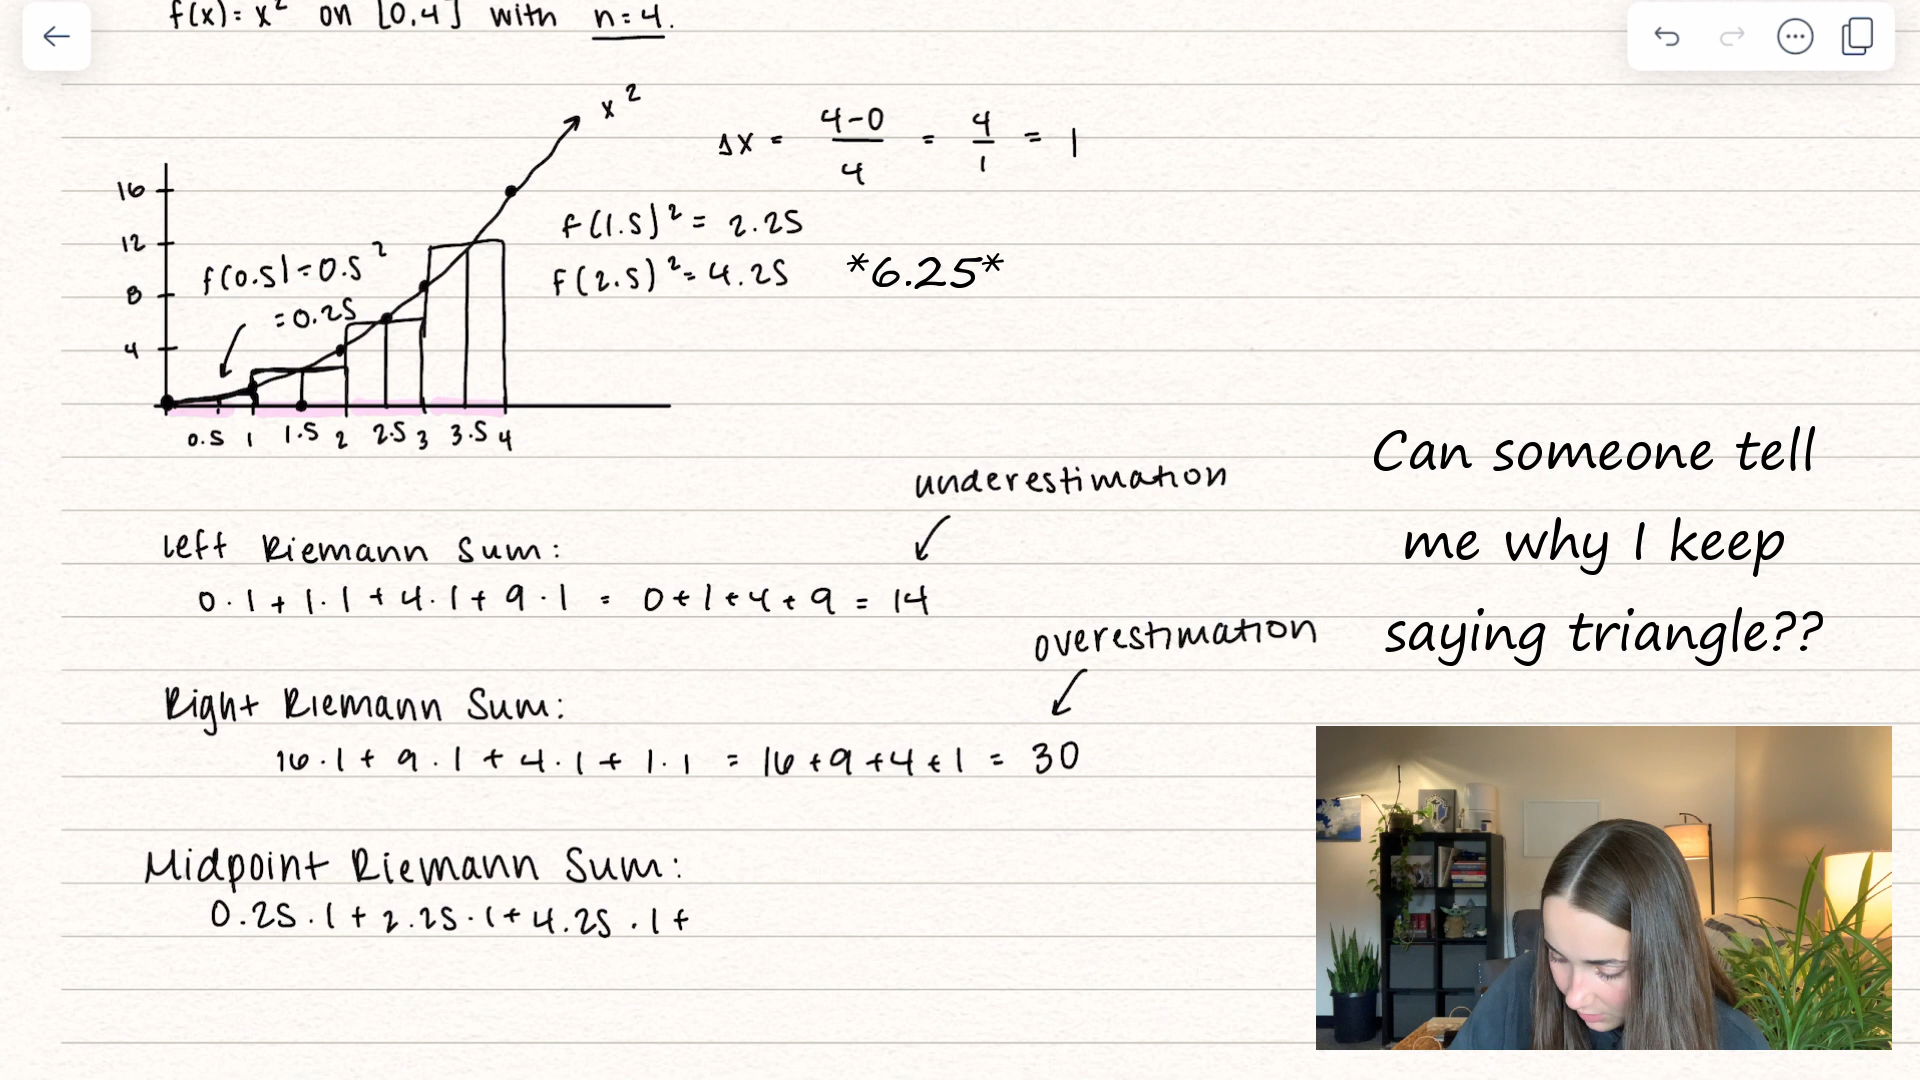 f(x) = x² on [0,4] with n=4.
x²
Δx = 4-0/4 = 4/1 = 1
16
12
8
4
f(0.5) = 0.5²
= 0.25
f(1.5)² = 2.25
f(2.5)² = 4.25 *6.25*
0.5 1 1.5 2 2.5 3 3.5 4
underestimation
Left Riemann Sum:
0·1 + 1·1 + 4·1 + 9·1 = 0+1+4+9 = 14
overestimation
Right Riemann Sum:
16·1 + 9·1 + 4·1 + 1·1 = 16+9+4+1 = 30
Midpoint Riemann Sum:
0.25·1 + 2.25·1 + 4.25·1 +
Can someone tell
me why I keep
saying triangle??